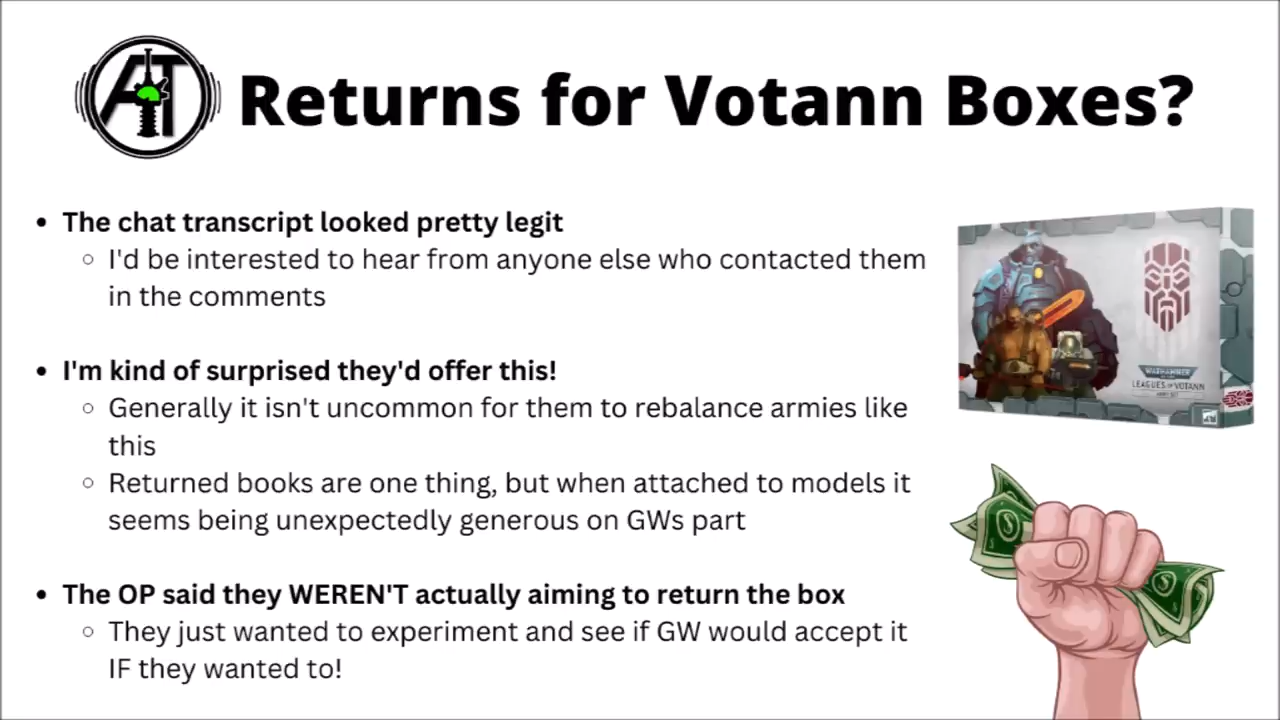 AT
Returns for Votann Boxes?
• The chat transcript looked pretty legit
○ I'd be interested to hear from anyone else who contacted them
in the comments
• I'm kind of surprised they'd offer this!
○ Generally it isn't uncommon for them to rebalance armies like
this
○ Returned books are one thing, but when attached to models it
seems being unexpectedly generous on GWs part
• The OP said they WEREN'T actually aiming to return the box
○ They just wanted to experiment and see if GW would accept it
IF they wanted to!
WARHAMMER
LEAGUES OF VOTANN
ARMY SET